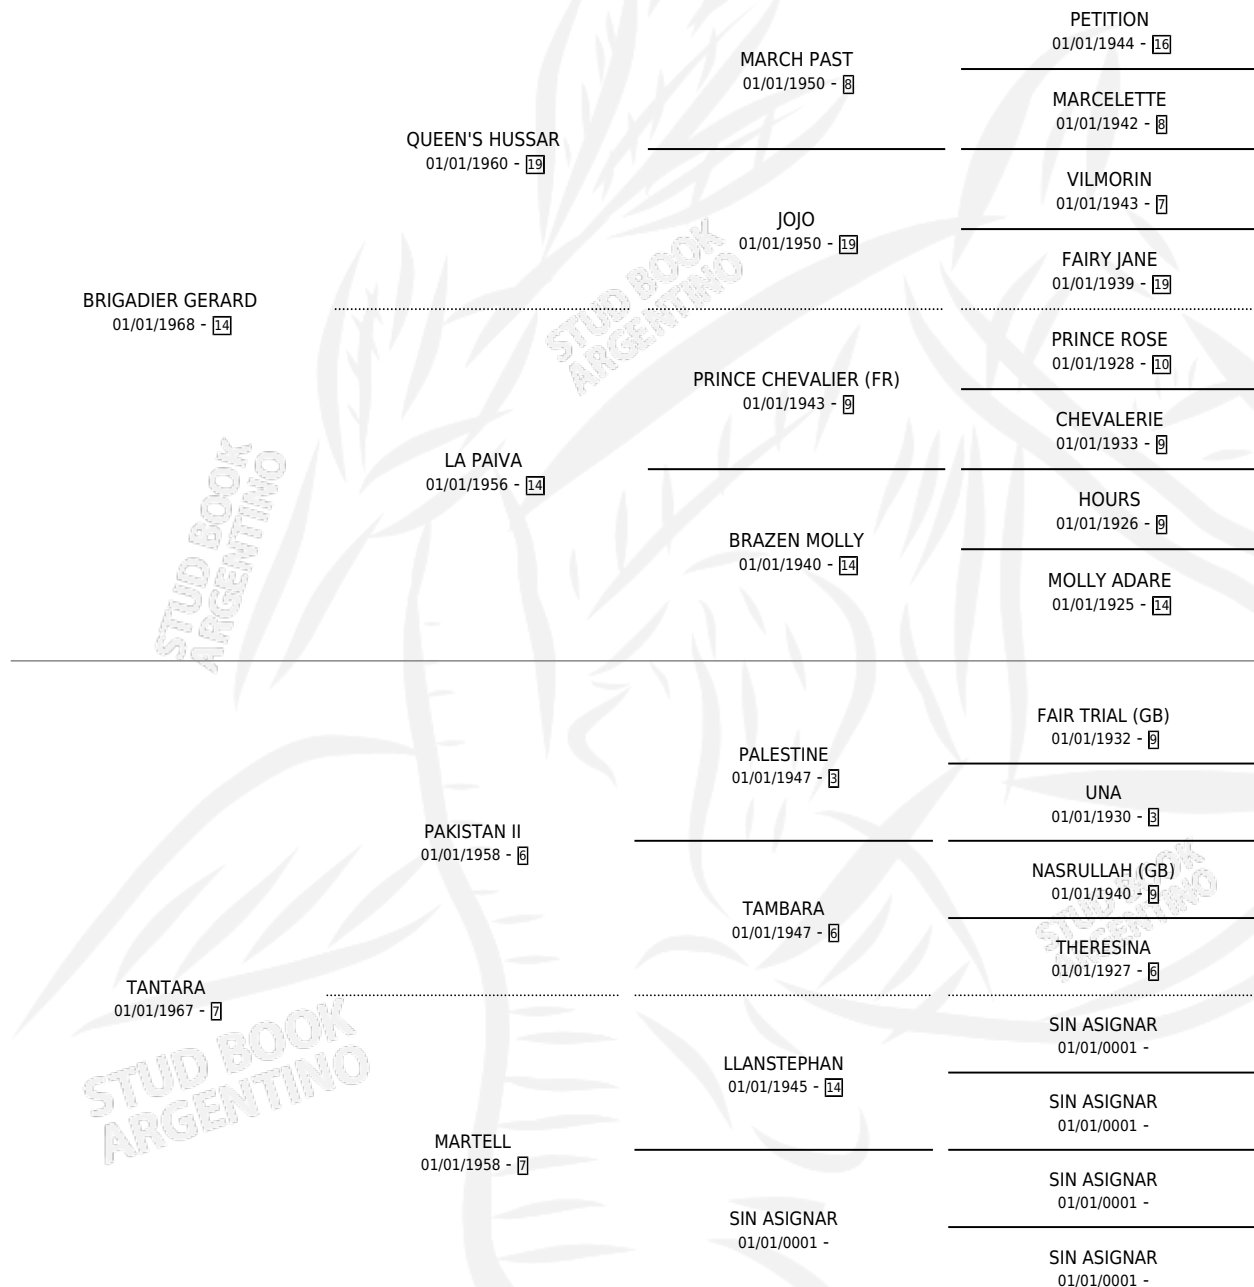 BRIGADIER GERARD
01/01/1968 - 14
QUEEN'S HUSSAR
01/01/1960 - 19
LA PAIVA
01/01/1956 - 14
MARCH PAST
01/01/1950 - 8
JOJO
01/01/1950 - 19
PRINCE CHEVALIER (FR)
01/01/1943 - 9
BRAZEN MOLLY
01/01/1940 - 14
PETITION
01/01/1944 - 16
MARCELETTE
01/01/1942 - 8
VILMORIN
01/01/1943 - 7
FAIRY JANE
01/01/1939 - 19
PRINCE ROSE
01/01/1928 - 10
CHEVALERIE
01/01/1933 - 9
HOURS
01/01/1926 - 9
MOLLY ADARE
01/01/1925 - 14
TANTARA
01/01/1967 - 7
PAKISTAN II
01/01/1958 - 6
MARTELL
01/01/1958 - 7
PALESTINE
01/01/1947 - 3
TAMBARA
01/01/1947 - 6
LLANSTEPHAN
01/01/1945 - 14
SIN ASIGNAR
01/01/0001 -
FAIR TRIAL (GB)
01/01/1932 - 9
UNA
01/01/1930 - 3
NASRULLAH (GB)
01/01/1940 - 9
THERESINA
01/01/1927 - 6
SIN ASIGNAR
01/01/0001 -
SIN ASIGNAR
01/01/0001 -
SIN ASIGNAR
01/01/0001 -
SIN ASIGNAR
01/01/0001 -
STUD BOOK
ARGENTINO
STUD BOOK
ARGENTINO
STUD BOOK
ARGENTINO
STUD BOOK
ARGENTINO